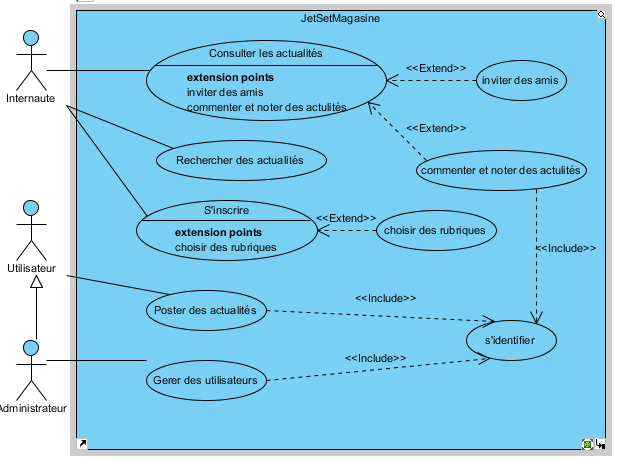 JetSetMagasine
Consulter les actualités
extension points
inviter des amis
commenter et noter des actulités
<<Extend>>
inviter des amis
Internaute
<<Extend>>
Rechercher des actualités
commenter et noter des actulités
S'inscrire
extension points
choisir des rubriques
<<Extend>>
choisir des rubriques
<<Include>>
Utilisateur
Poster des actualités
<<Include>>
s'identifier
<<Include>>
Gerer des utilisateurs
Administrateur